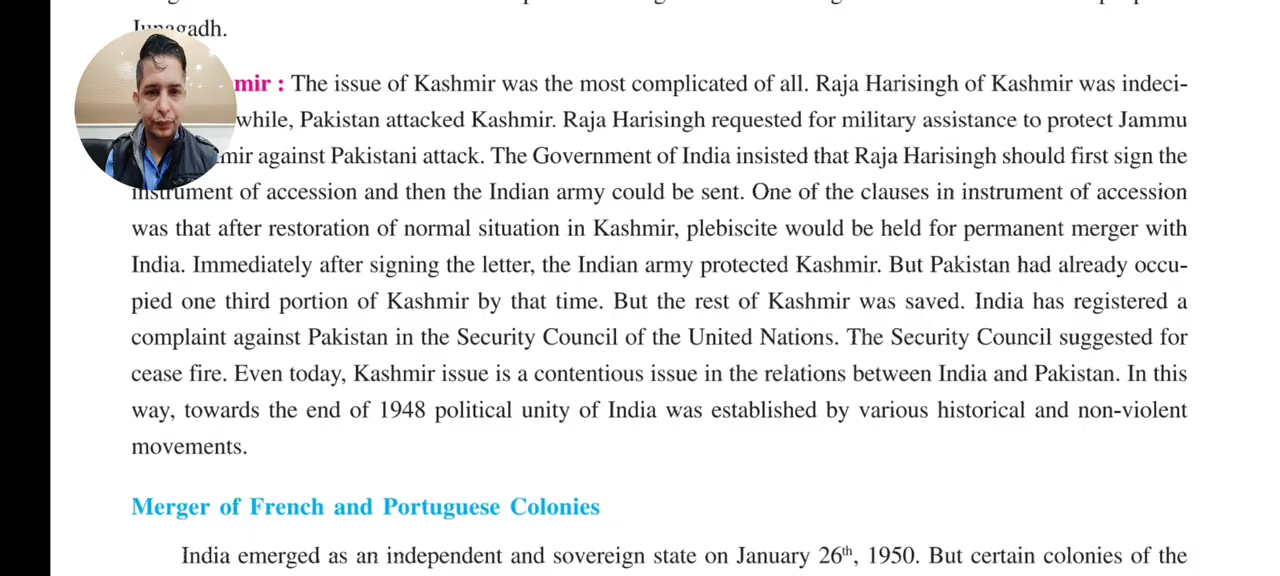 Junagadh.
mir : The issue of Kashmir was the most complicated of all. Raja Harisingh of Kashmir was indeci-
while, Pakistan attacked Kashmir. Raja Harisingh requested for military assistance to protect Jammu
mir against Pakistani attack. The Government of India insisted that Raja Harisingh should first sign the
instrument of accession and then the Indian army could be sent. One of the clauses in instrument of accession
was that after restoration of normal situation in Kashmir, plebiscite would be held for permanent merger with
India. Immediately after signing the letter, the Indian army protected Kashmir. But Pakistan had already occu-
pied one third portion of Kashmir by that time. But the rest of Kashmir was saved. India has registered a
complaint against Pakistan in the Security Council of the United Nations. The Security Council suggested for
cease fire. Even today, Kashmir issue is a contentious issue in the relations between India and Pakistan. In this
way, towards the end of 1948 political unity of India was established by various historical and non-violent
movements.
Merger of French and Portuguese Colonies
India emerged as an independent and sovereign state on January 26th, 1950. But certain colonies of the